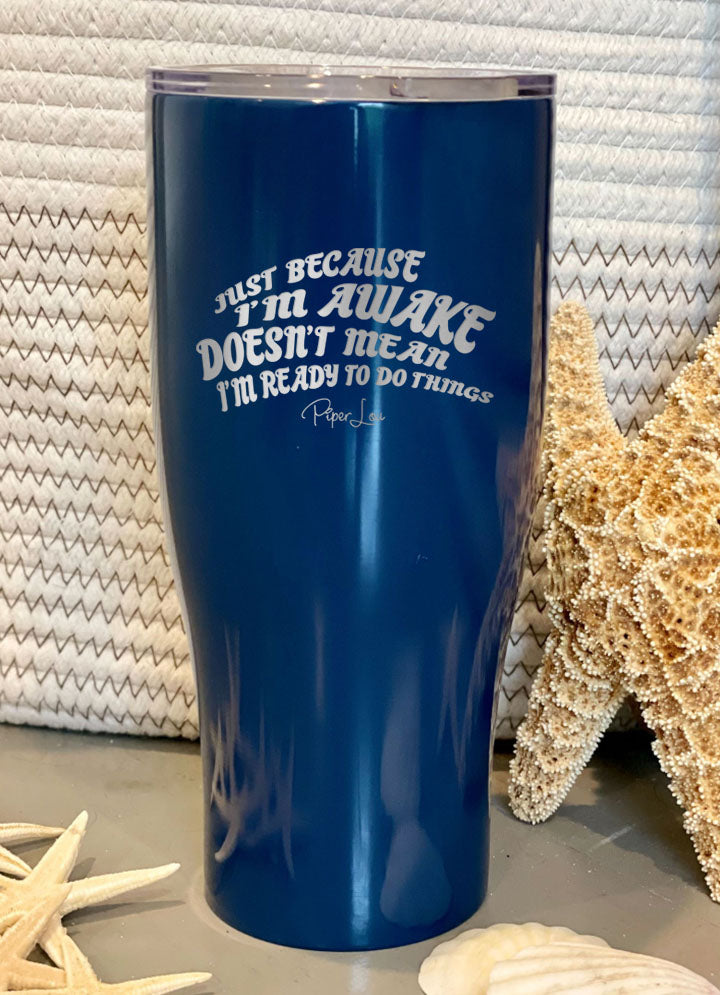 JUST BECAUSE
I'M AWAKE
DOESN'T MEAN
I'M READY TO DO THINGS
Piper Lou